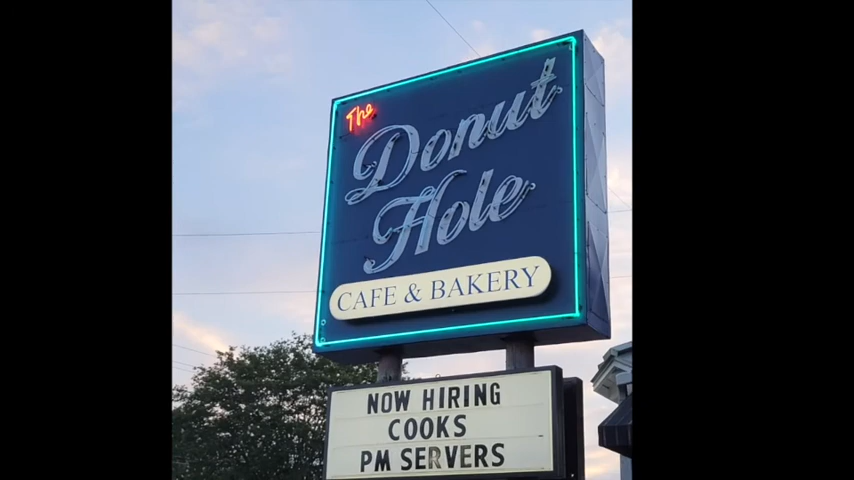 The
Donut
Hole
CAFE & BAKERY
NOW HIRING
COOKS
PM SERVERS